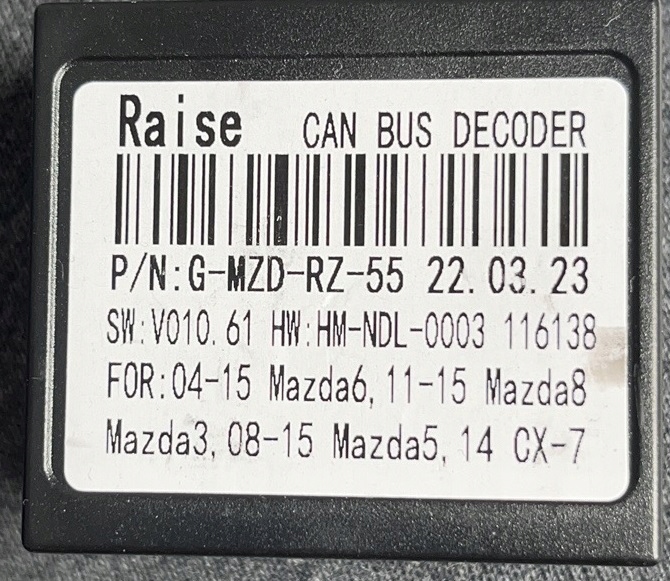 Raise CAN BUS DECODER
P/N:G-MZD-RZ-55 22.03.23
SW:V010.61 HW:HM-NDL-0003 116138
FOR:04-15 Mazda6, 11-15 Mazda8
Mazda3, 08-15 Mazda5, 14 CX-7